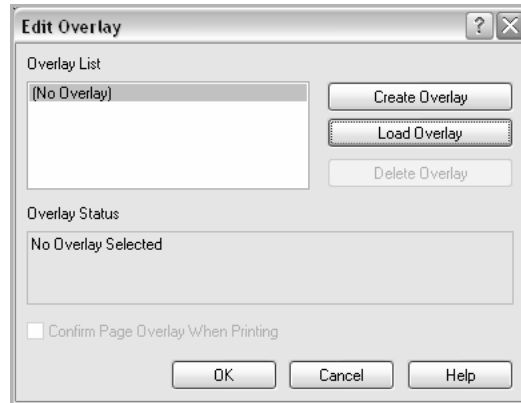 Edit Overlay
Overlay List
(No Overlay)
Create Overlay
Load Overlay
Delete Overlay
Overlay Status
No Overlay Selected
Confirm Page Overlay When Printing
OK Cancel Help